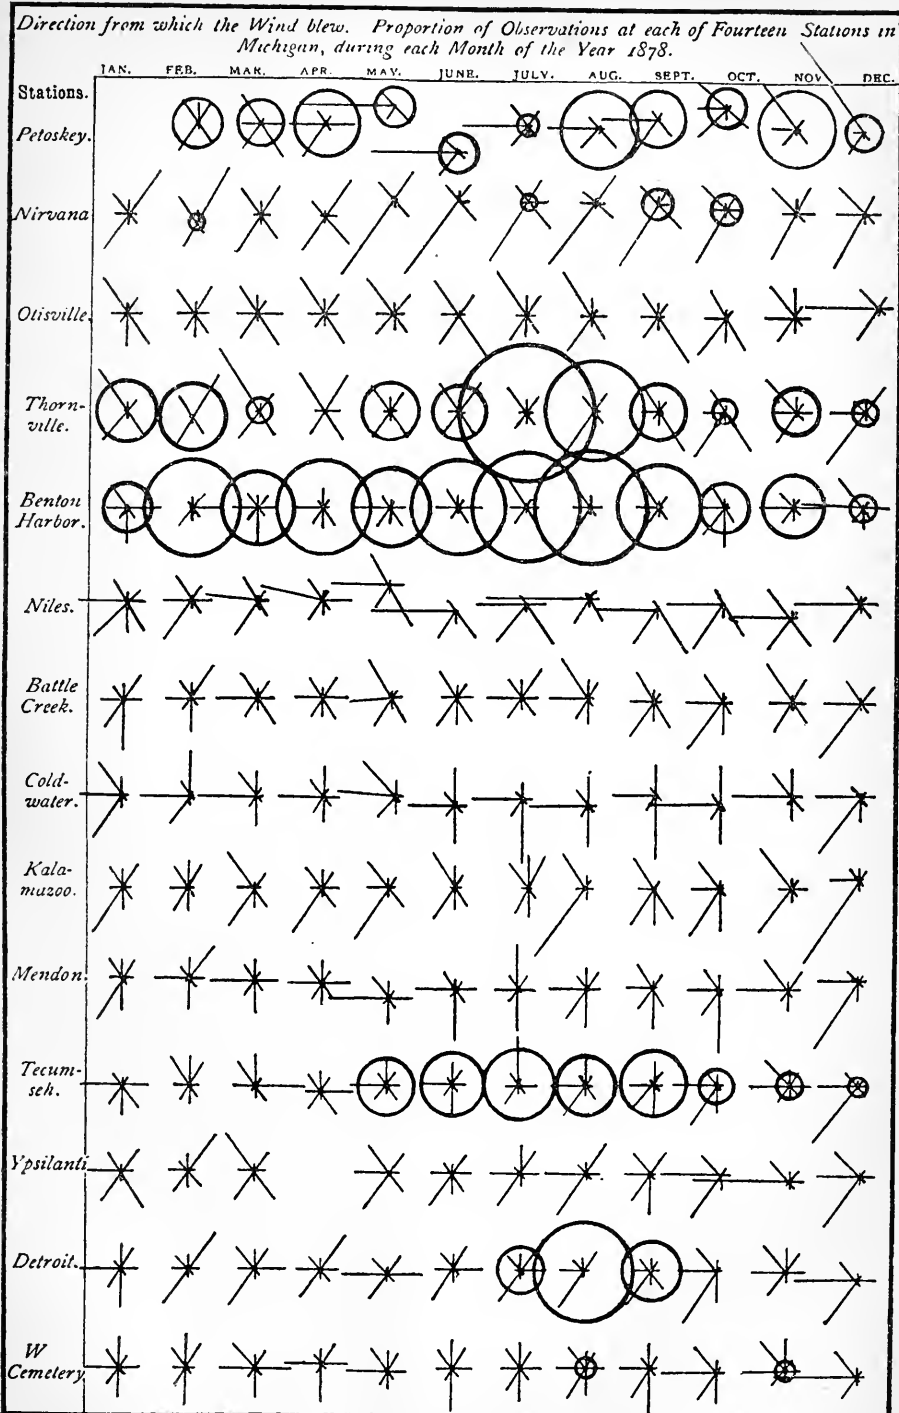 Direction from which the Wind blew. Proportion of Observations at each of Fourteen Stations in
Michigan, during each Month of the Year 1878.
JAN. FEB. MAR. APR. MAY. JUNE. JULY. AUG. SEPT. OCT. NOV DEC.
Stations.
Petoskey.
Nirvana
Otisville.
Thorn-
ville.
Benton
Harbor.
Niles.
Battle
Creek.
Cold-
water.
Kala-
mazoo.
Mendon.
Tecum-
seh.
Ypsilanti
Detroit.
W
Cemetery